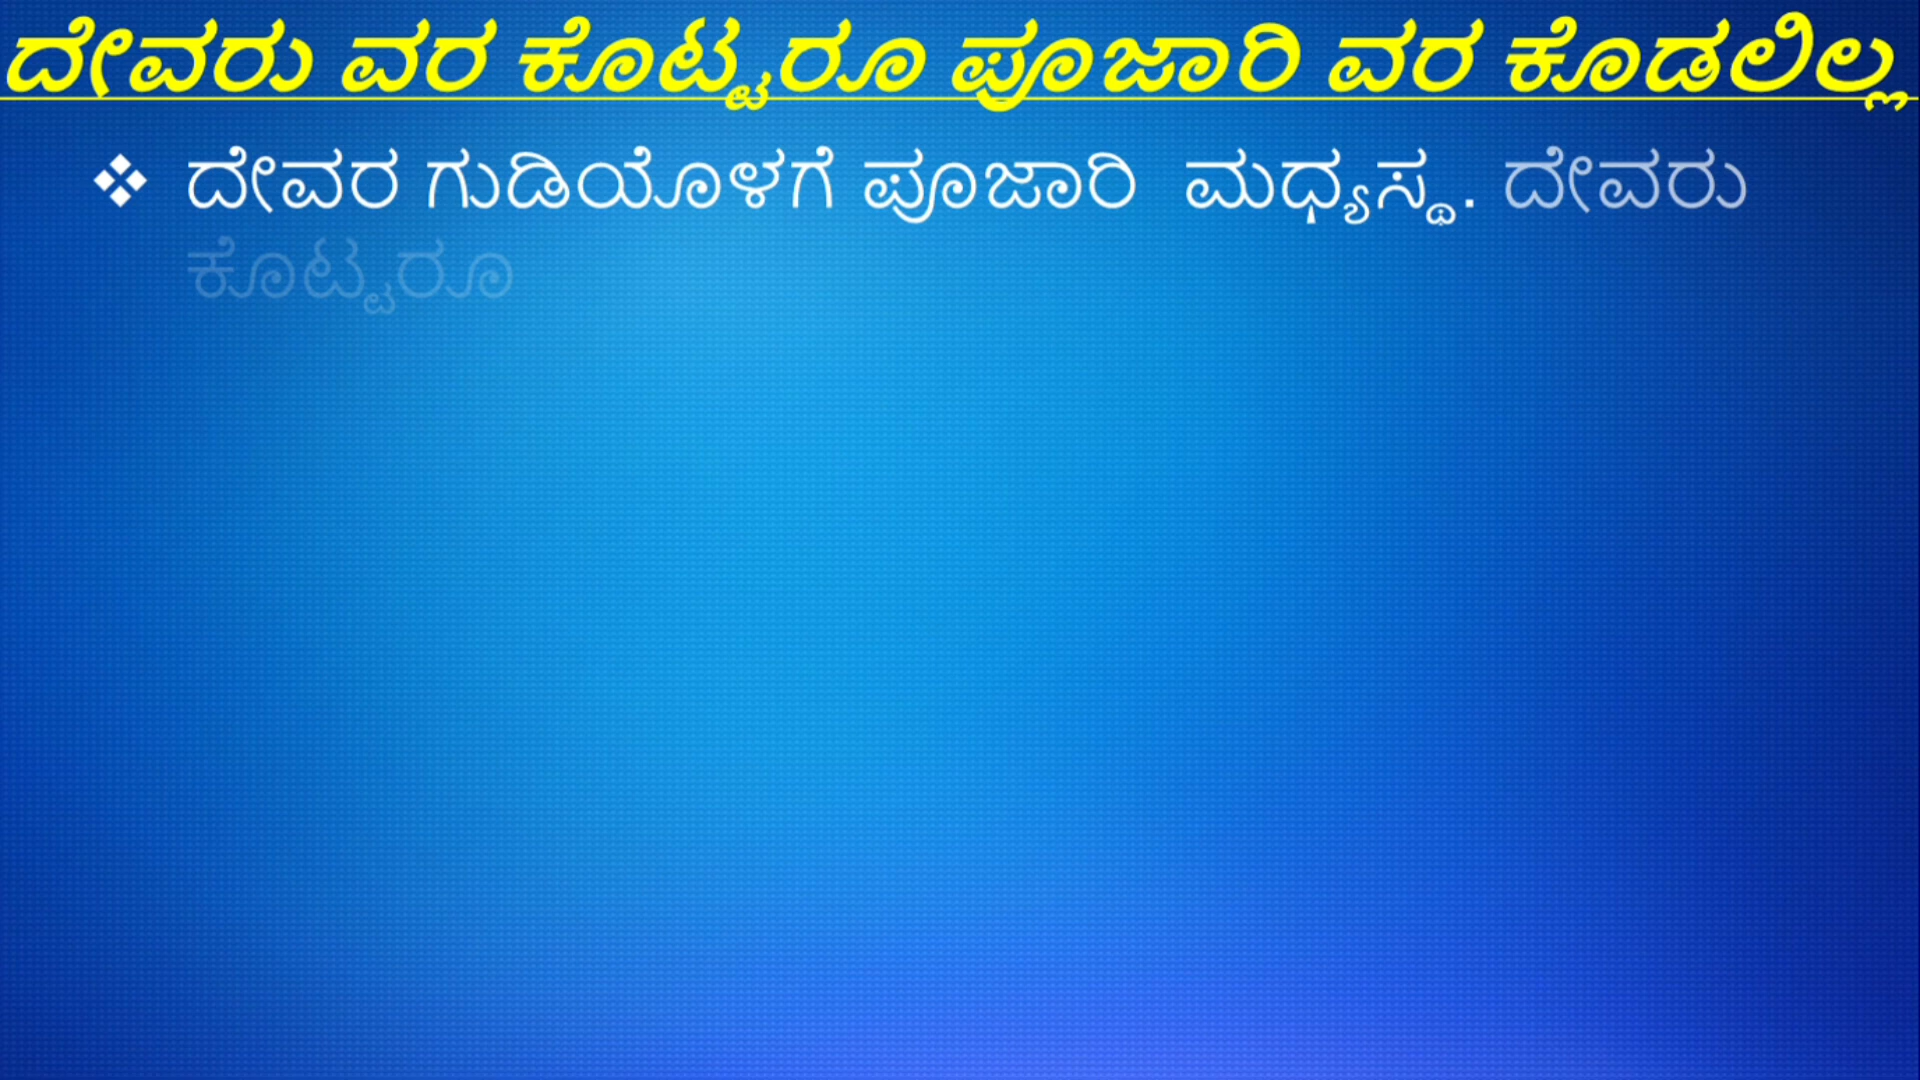 ದೇವರು ವರ ಕೊಟ್ಟರೂ ಪೂಜಾರಿ ವರ ಕೊಡಲಿಲ್ಲ
❖ ದೇವರ ಗುಡಿಯೊಳಗೆ ಪೂಜಾರಿ ಮಧ್ಯಸ್ಥ. ದೇವರು
ಕೊಟ್ಟರೂ